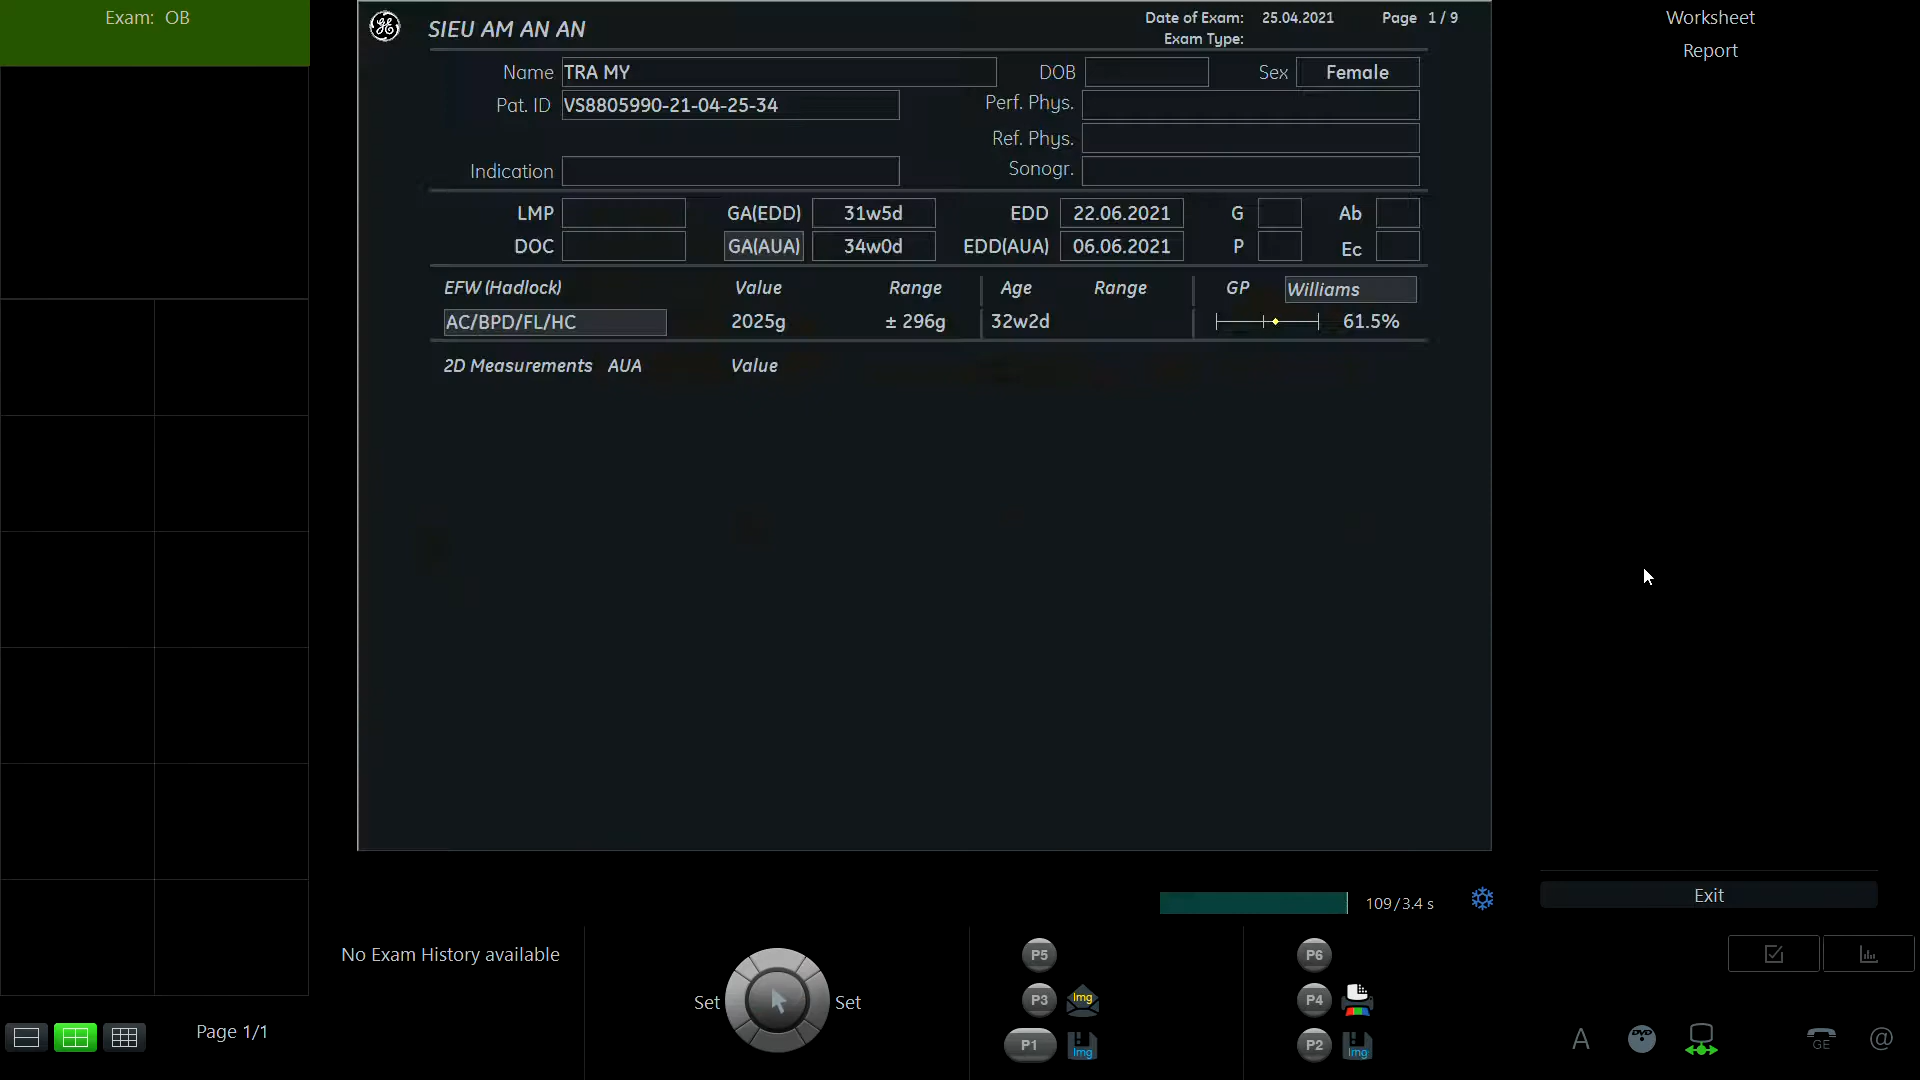 Exam: OB
SIEU AM AN AN
Date of Exam: 25.04.2021 Page 1 / 9
Exam Type:
Name TRA MY DOB Sex Female
Pat. ID VS8805990-21-04-25-34 Perf. Phys.
Ref. Phys.
Indication Sonogr.
LMP GA(EDD) 31w5d EDD 22.06.2021 G Ab
DOC GA(AUA) 34w0d EDD(AUA) 06.06.2021 P Ec
EFW (Hadlock) Value Range Age Range GP Williams
AC/BPD/FL/HC 2025g ± 296g 32w2d 61.5%
2D Measurements AUA Value
Worksheet
Report
109/3.4 s
Exit
No Exam History available
Set Set
P5
P3 Img
P1 Img
P6
P4
P2 Img
Page 1/1
A DVD GE @